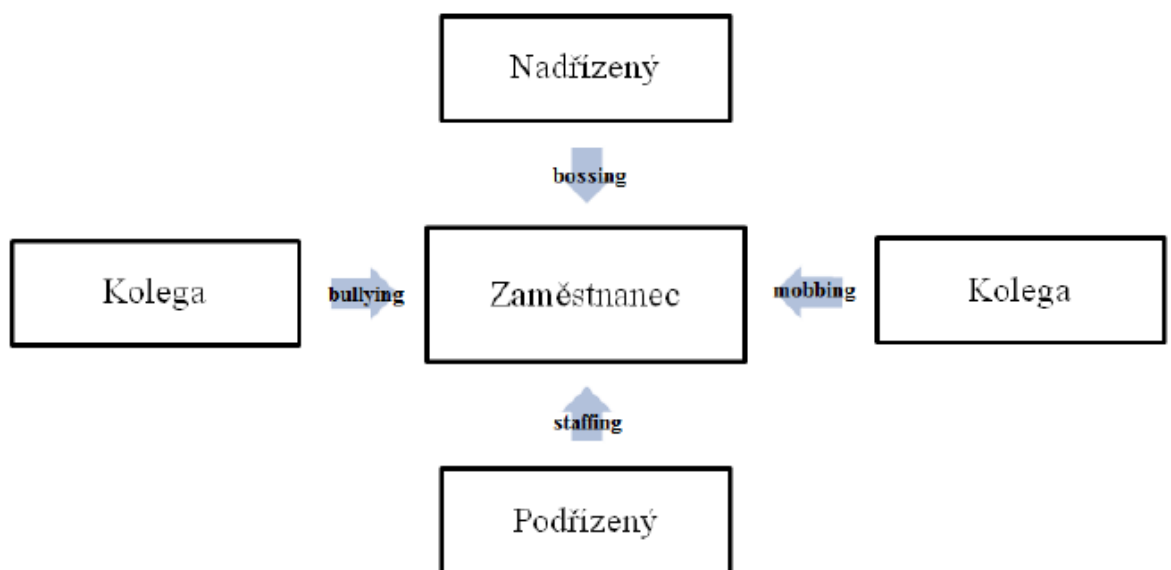 Nadřízený
bossing
Kolega
bullying
Zaměstnanec
mobbing
Kolega
staffing
Podřízený